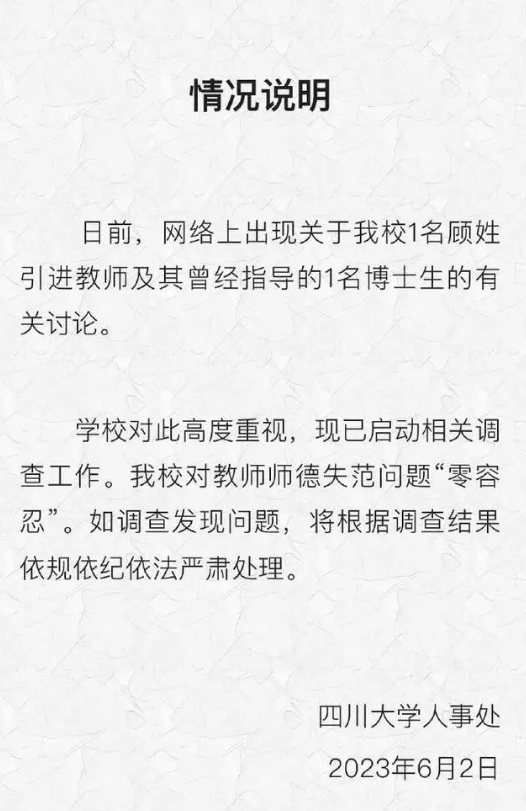 情况说明
日前，网络上出现关于我校1名顾姓
引进教师及其曾经指导的1名博士生的有
关讨论。
学校对此高度重视，现已启动相关调
查工作。我校对教师师德失范问题“零容
忍”。如调查发现问题，将根据调查结果
依规依纪依法严肃处理。
四川大学人事处
2023年6月2日